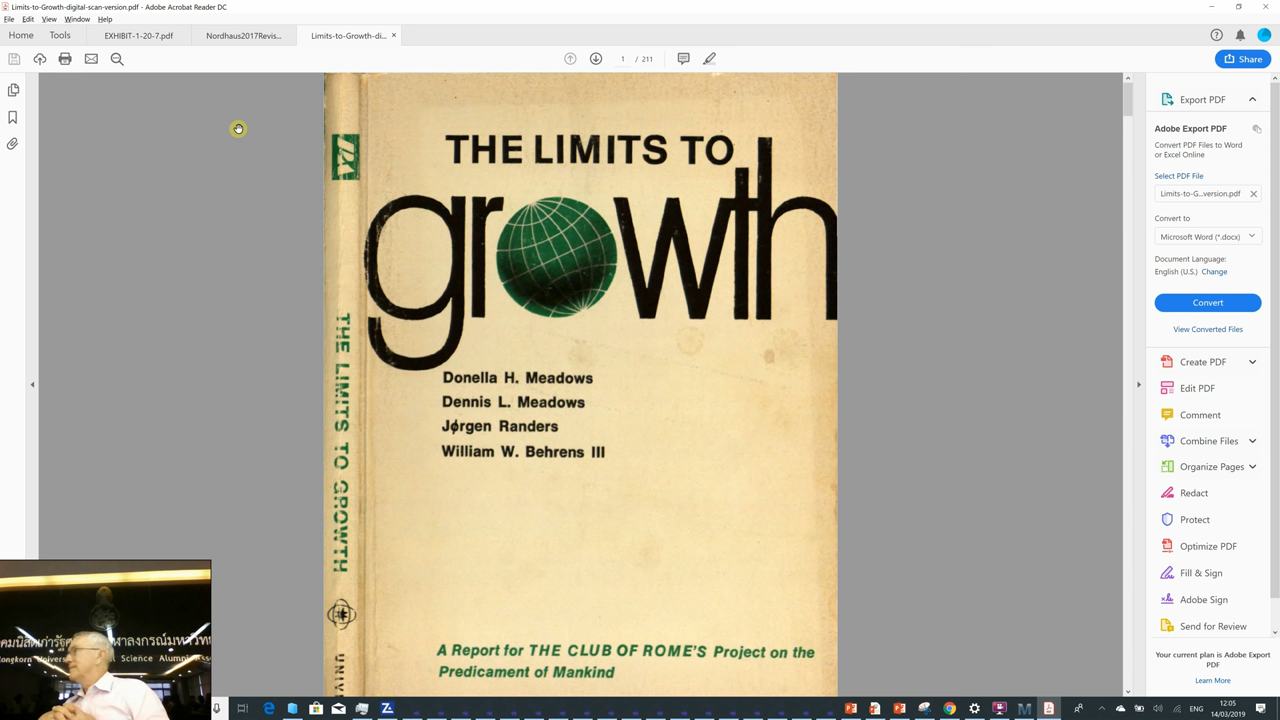 Limits-to-Growth-digital-scan-version.pdf - Adobe Acrobat Reader DC
File Edit View Window Help
Home Tools EXHIBIT-1-20-7.pdf Nordhaus2017Revis... Limits-to-Growth-di... ×
1 / 211
Share
THE LIMITS TO
growth
Donella H. Meadows
Dennis L. Meadows
Jørgen Randers
William W. Behrens III
A Report for THE CLUB OF ROME'S Project on the
Predicament of Mankind
THE LIMITS TO GROWTH
UNIV
Export PDF
Adobe Export PDF
Convert PDF Files to Word
or Excel Online
Select PDF File
Limits-to-G...version.pdf
Convert to
Microsoft Word (*.docx)
Document Language:
English (U.S.) Change
Convert
View Converted Files
Create PDF
Edit PDF
Comment
Combine Files
Organize Pages
Redact
Protect
Optimize PDF
Fill & Sign
Adobe Sign
Send for Review
Your current plan is Adobe Export
PDF
Learn More
Science Alumni
ENG
12:05
14/03/2019